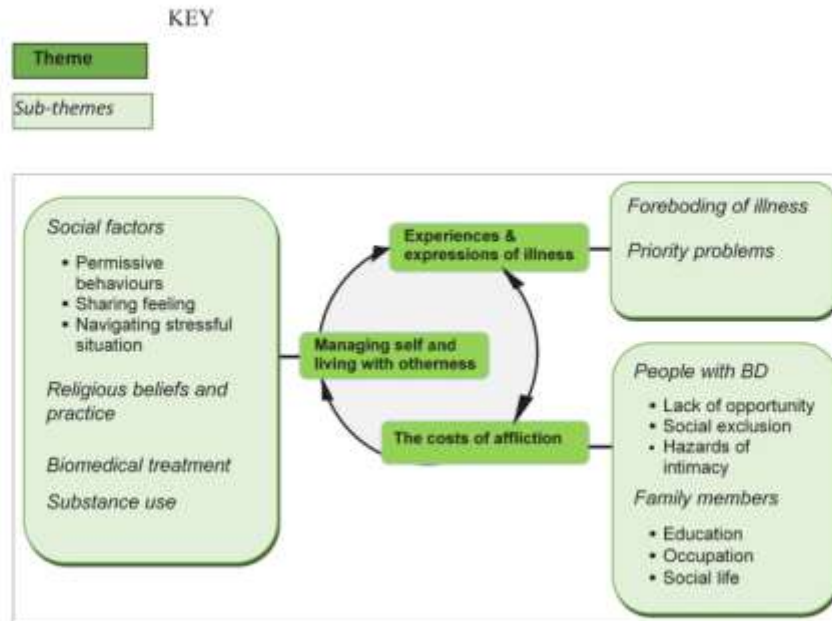 KEY
Theme
Sub-themes
Social factors
▪ Permissive
behaviours
▪ Sharing feeling
▪ Navigating stressful
situation
Religious beliefs and
practice
Biomedical treatment
Substance use
Experiences &
expressions of illness
Managing self and
living with otherness
The costs of affliction
Foreboding of illness
Priority problems
People with BD
▪ Lack of opportunity
▪ Social exclusion
▪ Hazards of
intimacy
Family members
▪ Education
▪ Occupation
▪ Social life